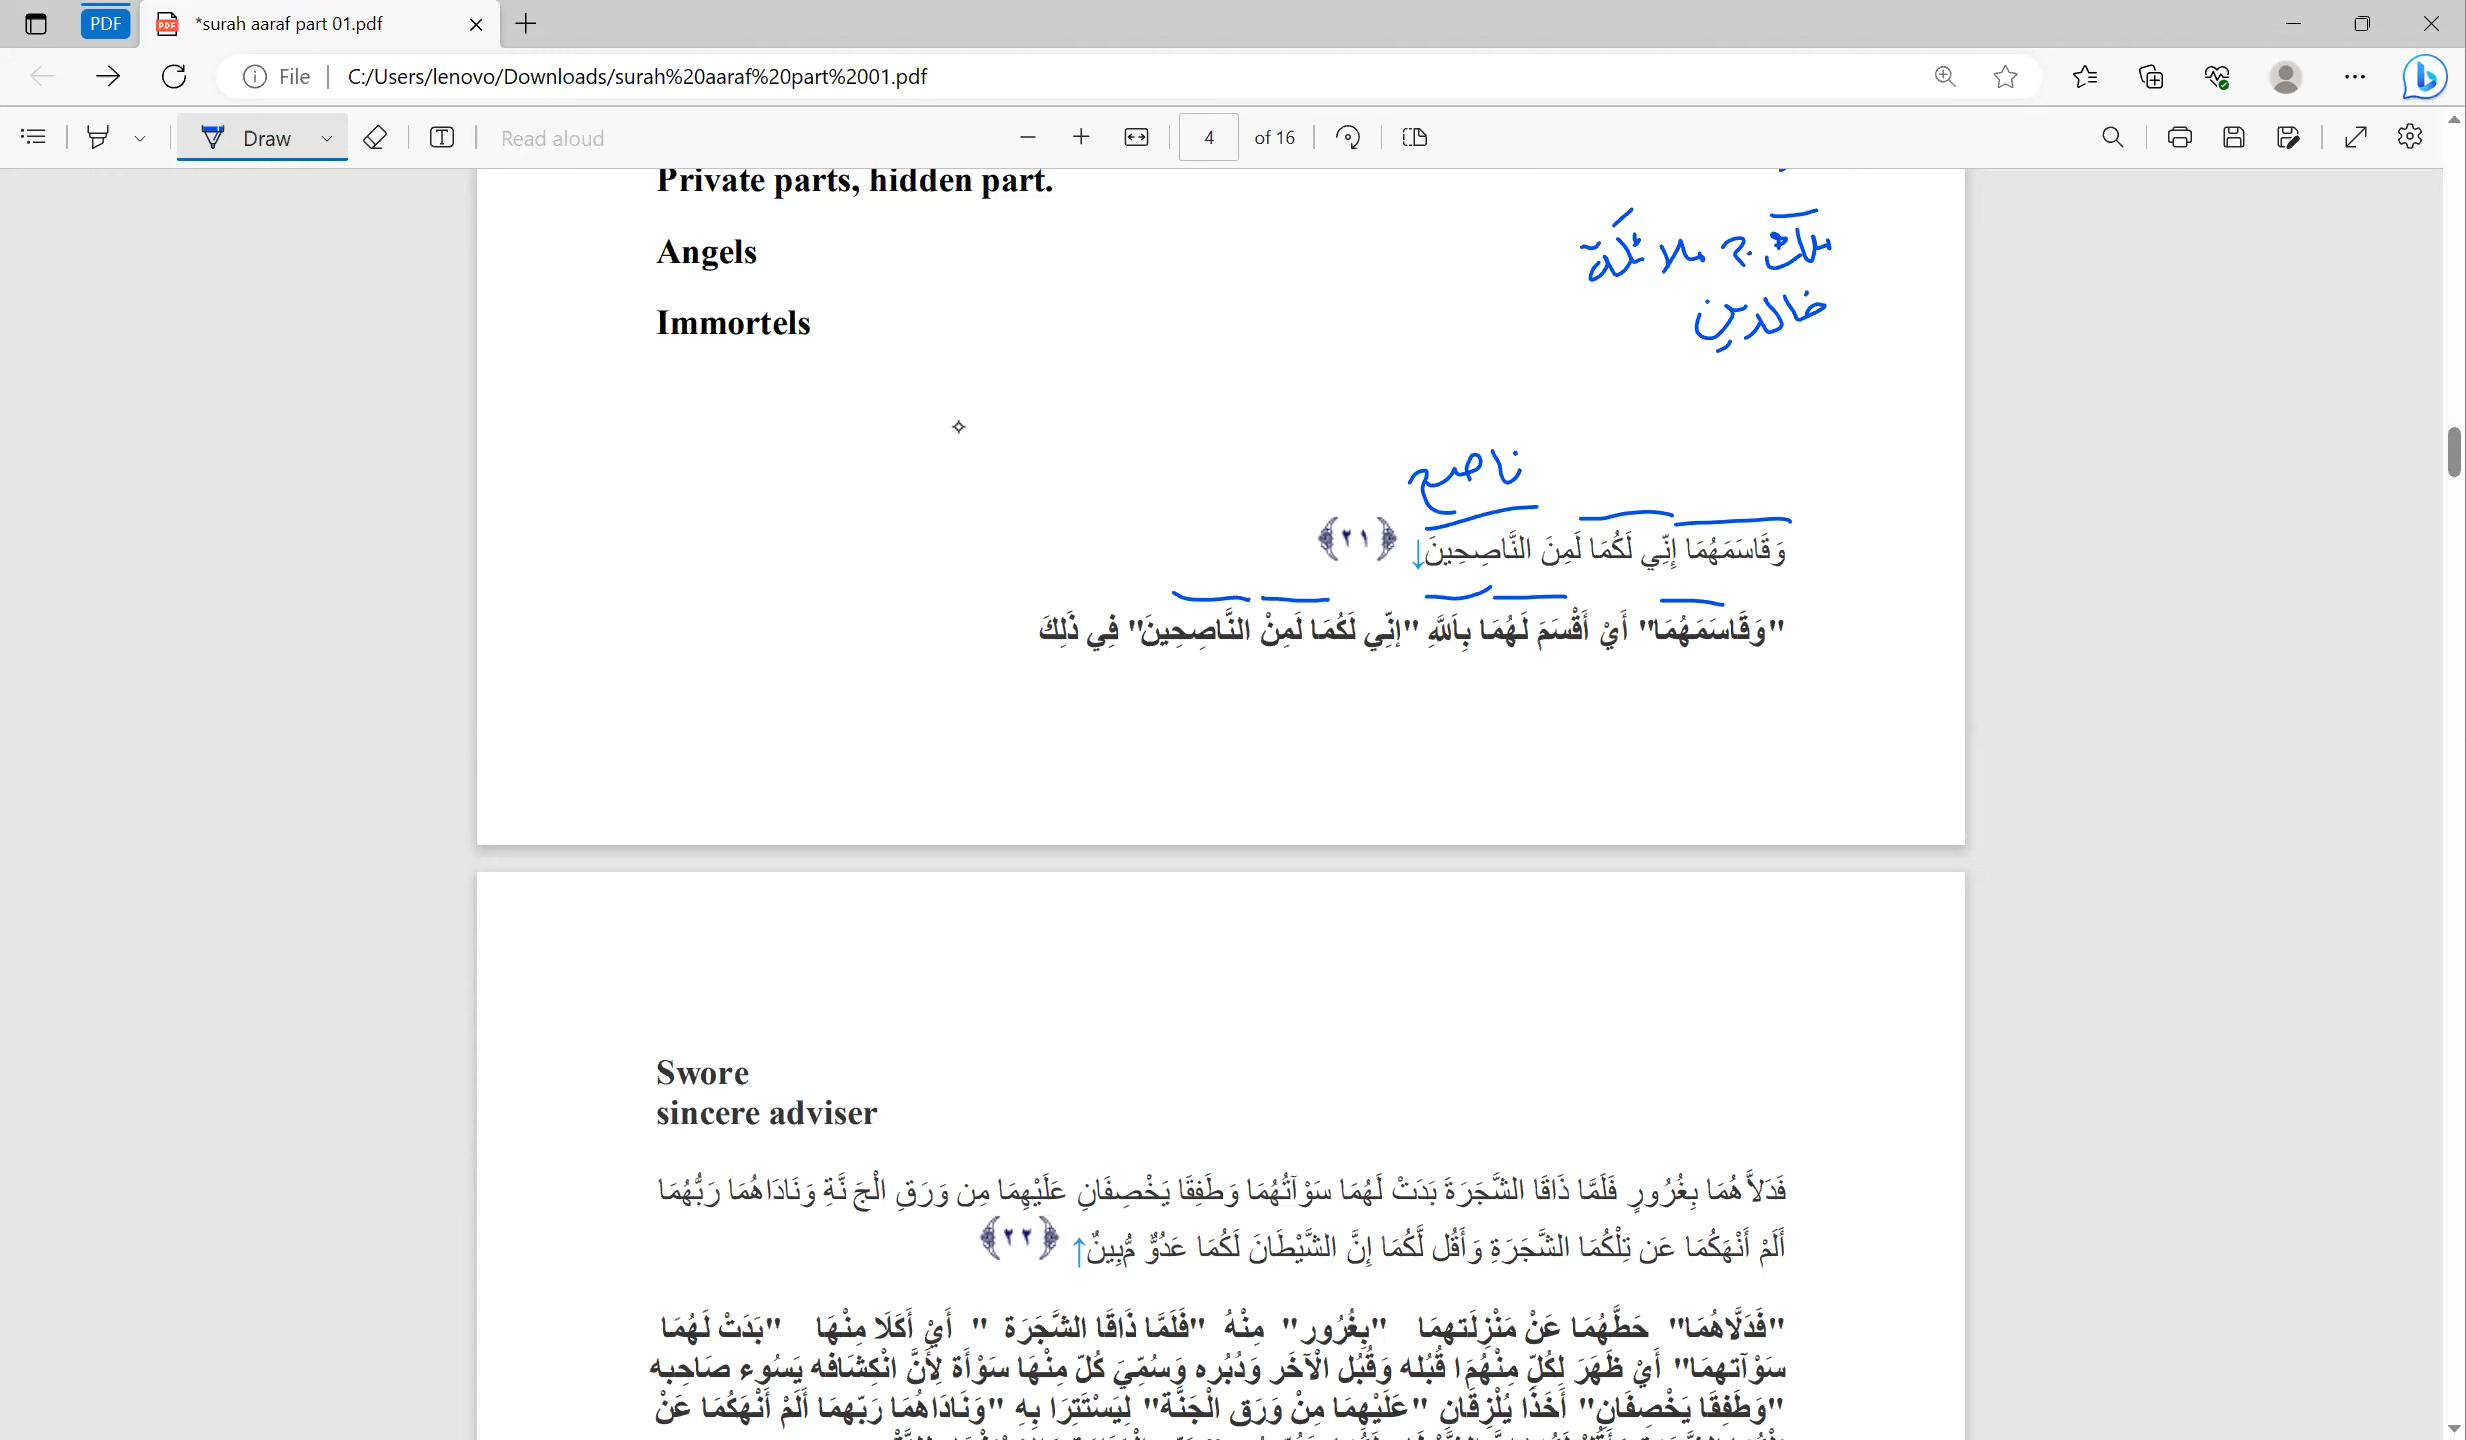 PDF
*surah aaraf part 01.pdf
File
C:/Users/lenovo/Downloads/surah%20aaraf%20part%2001.pdf
Draw
Read aloud
4
of 16
Private parts, hidden part.
Angels
ملك ج ملائكة
Immortels
خالدين
ناصح
وَقَاسَمَهُمَا إِنِّي لَكُمَا لَمِنَ النَّاصِحِينَ↓ ﴿٢١﴾
"وَقَاسَمَهُمَا" أَيْ أَقْسَمَ لَهُمَا بِاَللَّهِ "إنِّي لَكُمَا لَمِنْ النَّاصِحِينَ" فِي ذَلِكَ
Swore
sincere adviser
فَدَلاَّهُمَا بِغُرُورٍ فَلَمَّا ذَاقَا الشَّجَرَةَ بَدَتْ لَهُمَا سَوْآتُهُمَا وَطَفِقَا يَخْصِفَانِ عَلَيْهِمَا مِن وَرَقِ الْجَنَّةِ وَنَادَاهُمَا رَبُّهُمَا
أَلَمْ أَنْهَكُمَا عَن تِلْكُمَا الشَّجَرَةِ وَأَقُل لَّكُمَا إِنَّ الشَّيْطَآنَ لَكُمَا عَدُوٌّ مُّبِينٌ↑ ﴿٢٢﴾
"فَدَلَّاهُمَا" حَطَّهُمَا عَنْ مَنْزِلَتهمَا "بِغُرُور" مِنْهُ "فَلَمَّا ذَاقَا الشَّجَرَة " أَيْ أَكَلَا مِنْهَا "بَدَتْ لَهُمَا
سَوْآتهمَا" أَيْ ظَهَرَ لِكُلِّ مِنْهُمَا قُبُله وَقُبُل الْآخَر وَدُبُره وَسُمِّيَ كُلّ مِنْهَا سَوْأَة لِأَنَّ انْكِشَافه يَسُوء صَاحِبه
"وَطَفِقَا يَخْصِفَانِ" أَخَذَا يُلْزِقَانِ "عَلَيْهِمَا مِنْ وَرَق الْجَنَّة" لِيَسْتَتِرَا بِهِ "وَنَادَاهُمَا رَبّهمَا أَلَمْ أَنْهَكُمَا عَنْ